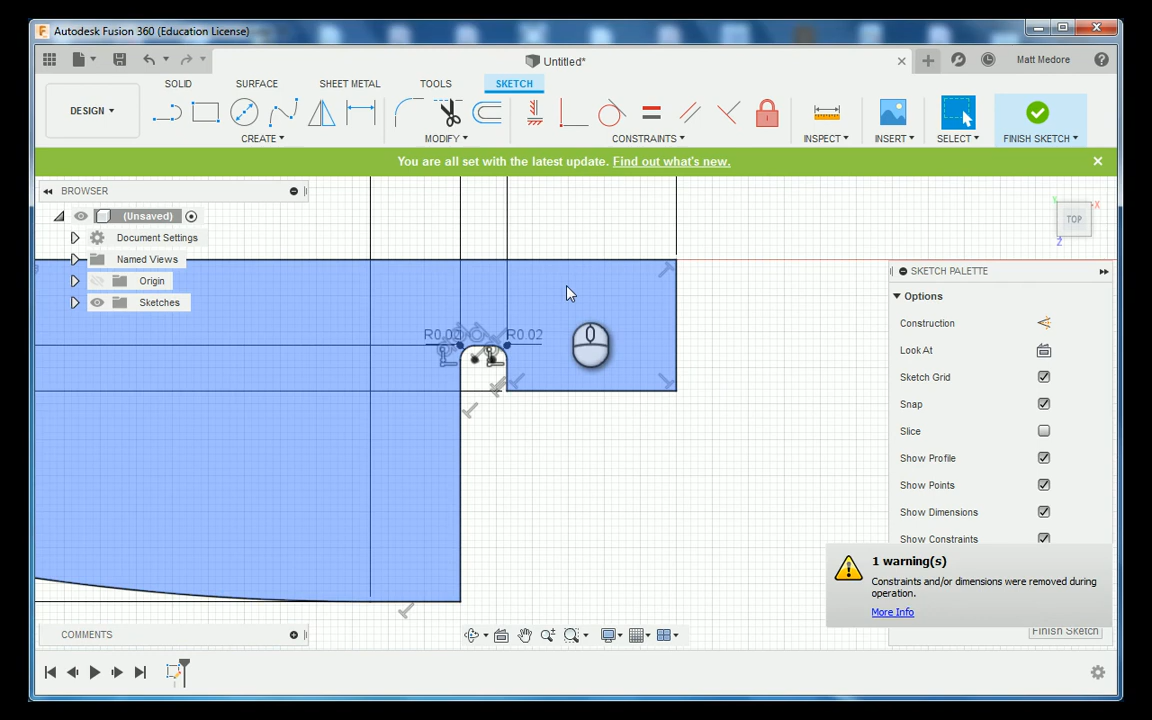 Autodesk Fusion 360 (Education License)
Untitled*
Matt Medore
SOLID SURFACE SHEET METAL TOOLS SKETCH
DESIGN
CREATE MODIFY CONSTRAINTS INSPECT INSERT SELECT FINISH SKETCH
You are all set with the latest update. Find out what's new.
BROWSER
(Unsaved)
Document Settings
Named Views
Origin
Sketches
TOP
X
Y
Z
R0.02 R0.02
SKETCH PALETTE
Options
Construction
Look At
Sketch Grid
Snap
Slice
Show Profile
Show Points
Show Dimensions
Show Constraints
1 warning(s)
Constraints and/or dimensions were removed during
operation.
More Info
Finish Sketch
COMMENTS